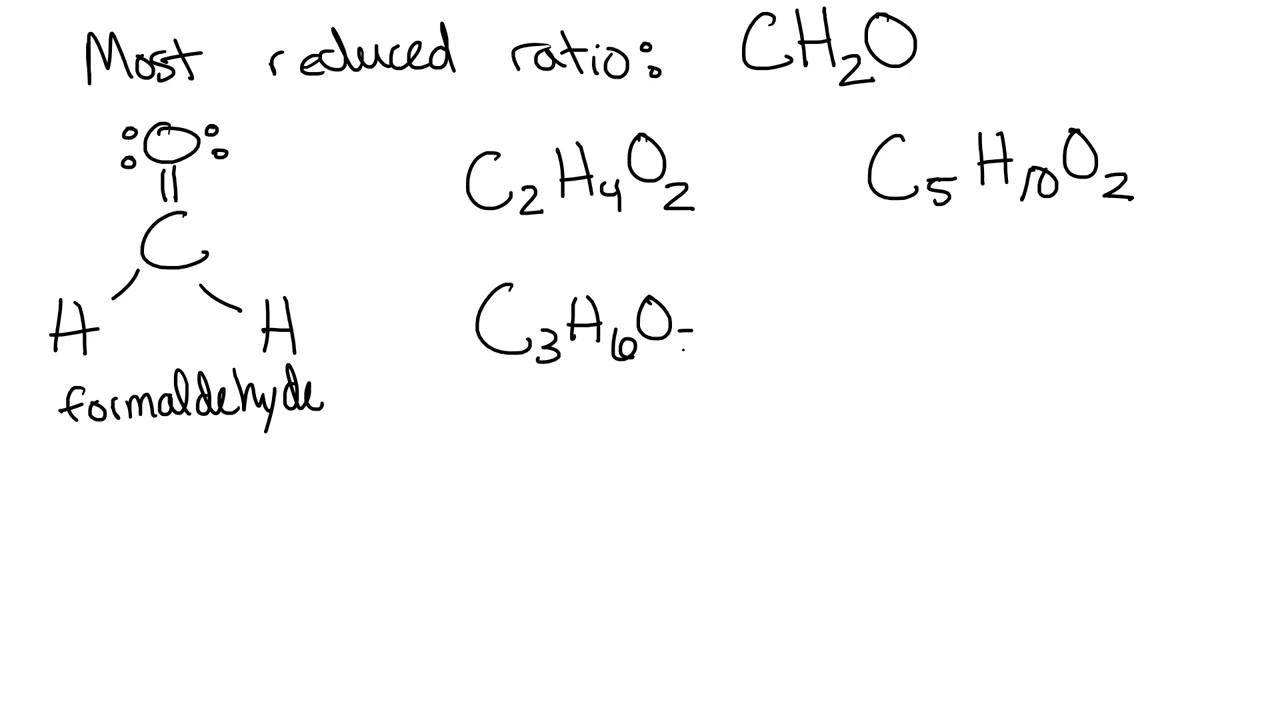 Most reduced ratio: CH₂O
O
C
H H
formaldehyde
C₂H₄O₂
C₅H₁₀O₂
C₃H₆O